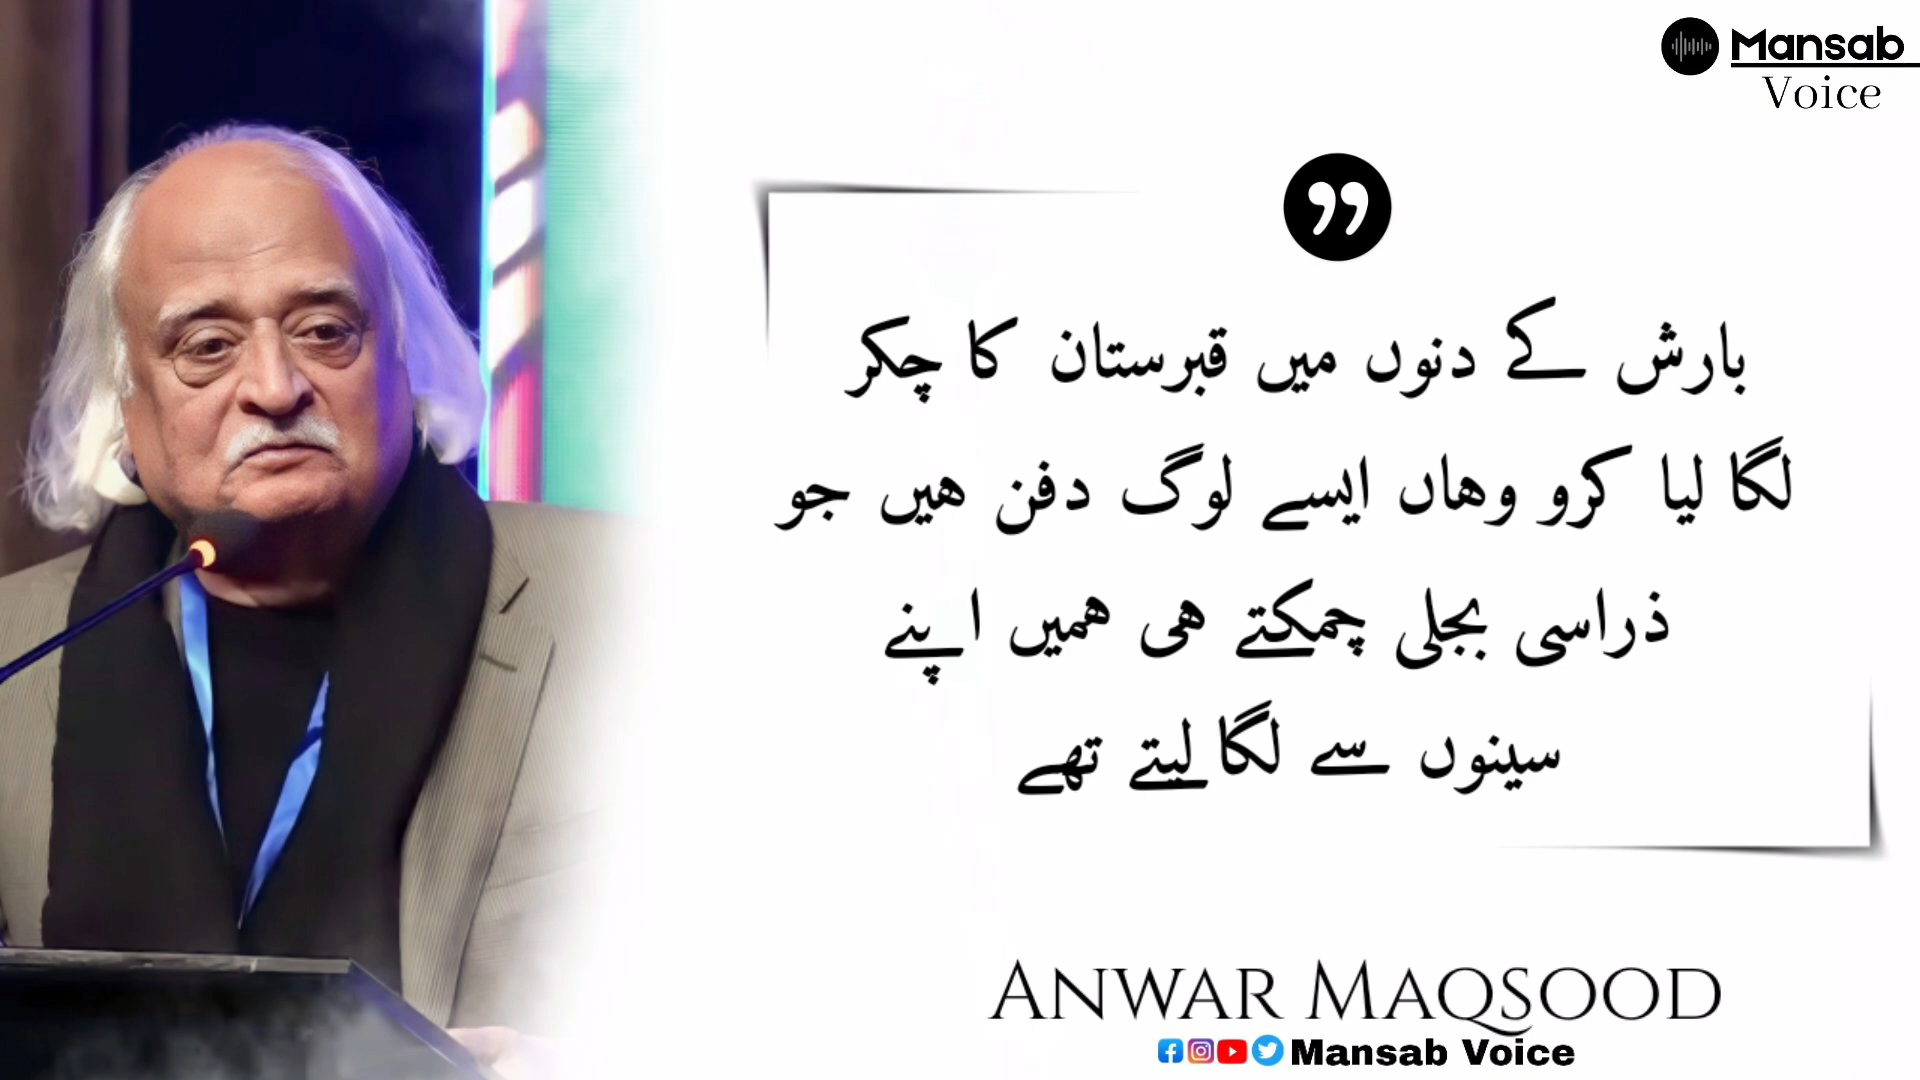 Mansab
Voice
بارش کے دنوں میں قبرستان کا چکر
لگا لیا کرو وہاں ایسے لوگ دفن ہیں جو
ذراسی بجلی چمکتے ہی ہمیں اپنے
سینوں سے لگا لیتے تھے
ANWAR MAQSOOD
Mansab Voice